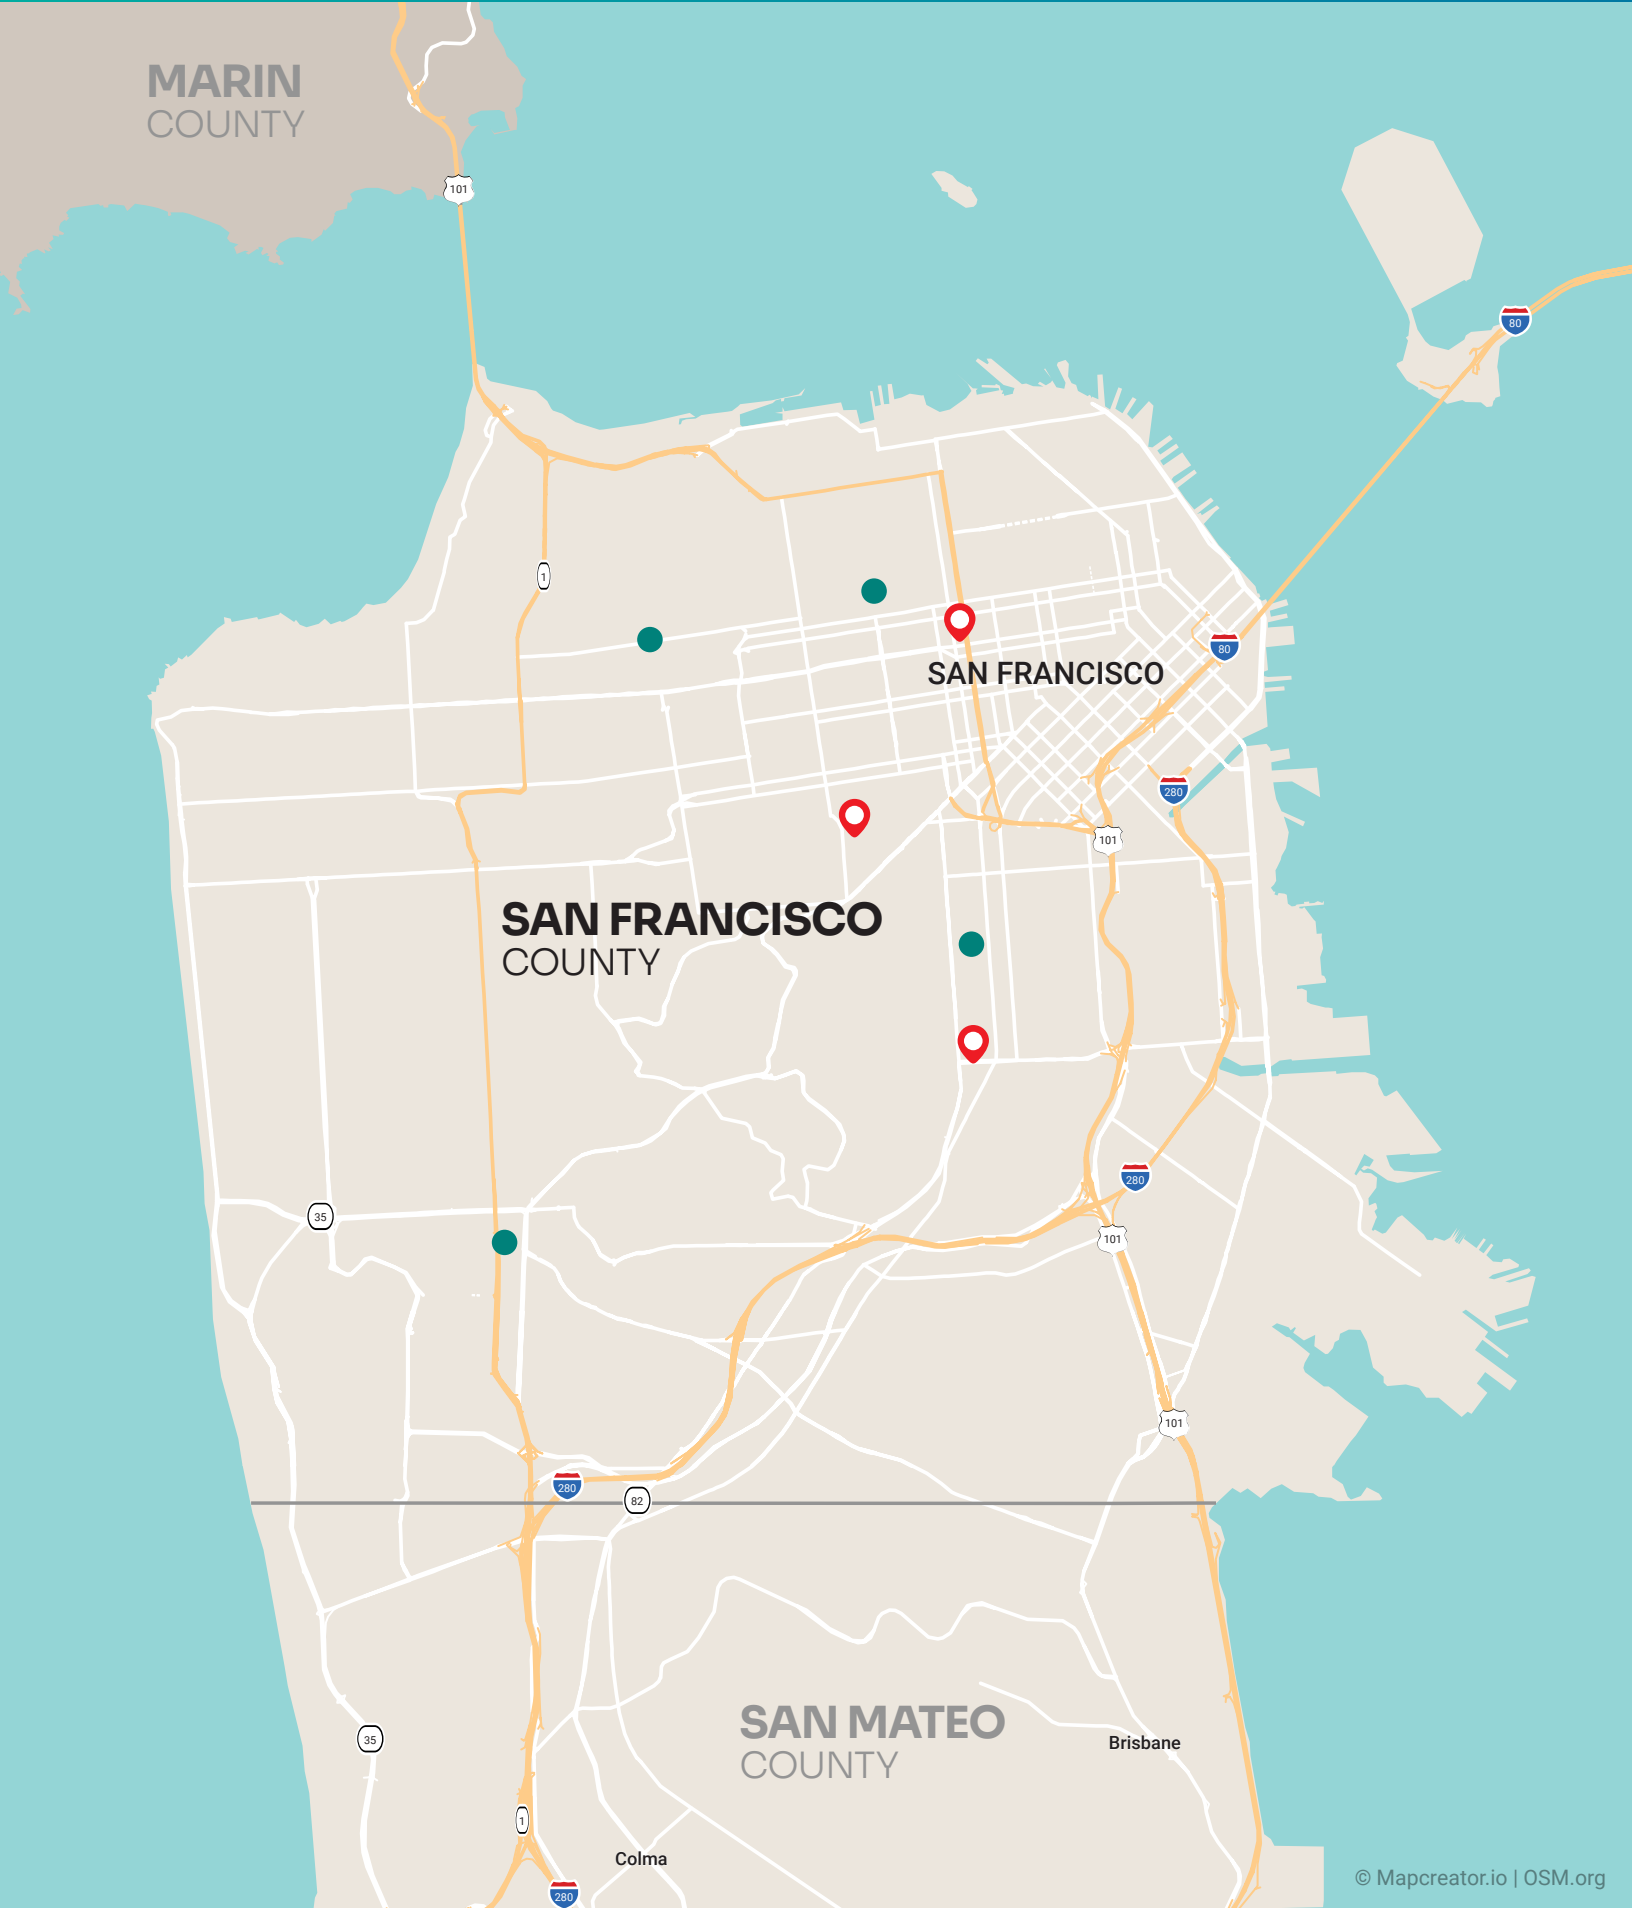 MARIN
COUNTY
101
80
1
SAN FRANCISCO
80
280
101
SAN FRANCISCO
COUNTY
280
35
101
101
280
82
SAN MATEO
COUNTY
35
Brisbane
1
Colma
280
© Mapcreator.io | OSM.org